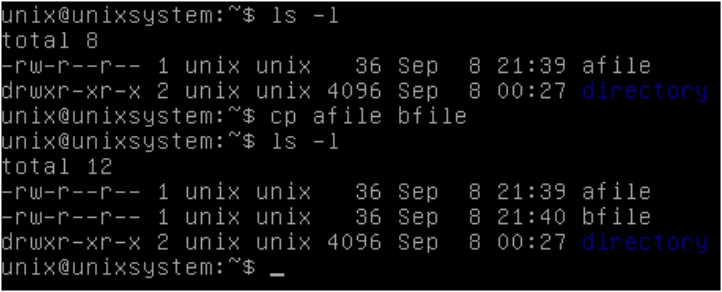 unix@unixsystem:~$ ls -l
total 8
-rw-r--r-- 1 unix unix   36 Sep  8 21:39 afile
drwxr-xr-x 2 unix unix 4096 Sep  8 00:27 directory
unix@unixsystem:~$ cp afile bfile
unix@unixsystem:~$ ls -l
total 12
-rw-r--r-- 1 unix unix   36 Sep  8 21:39 afile
-rw-r--r-- 1 unix unix   36 Sep  8 21:40 bfile
drwxr-xr-x 2 unix unix 4096 Sep  8 00:27 directory
unix@unixsystem:~$ _